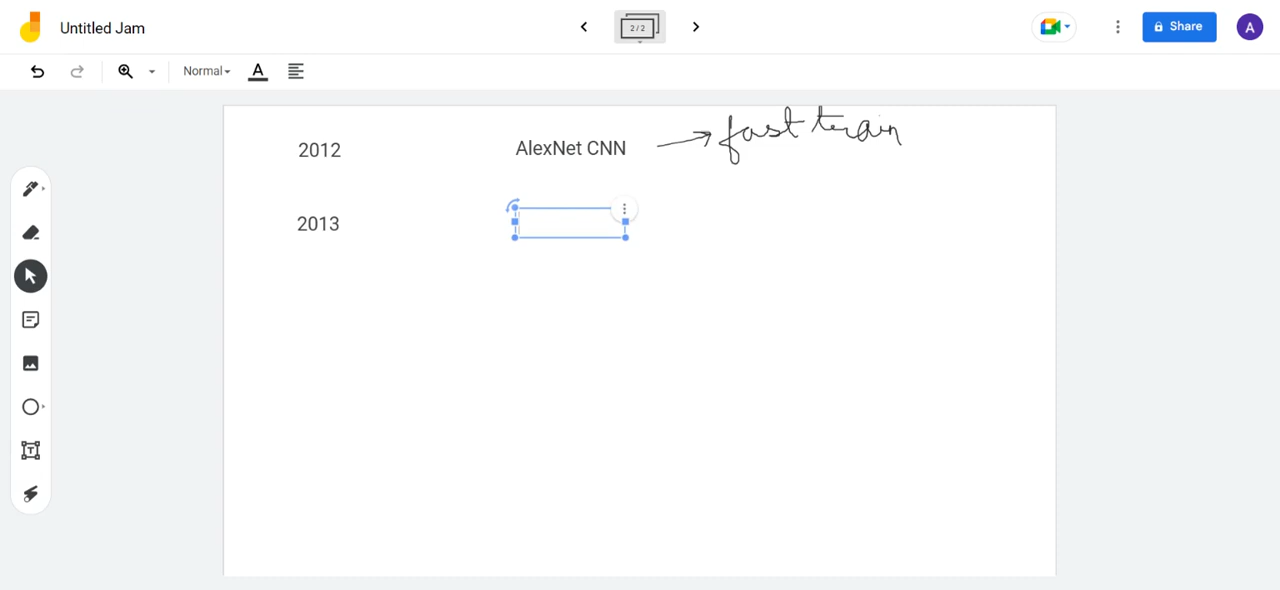 Untitled Jam
2 / 2
Share
A
Normal
A
2012
AlexNet CNN
fast train
2013